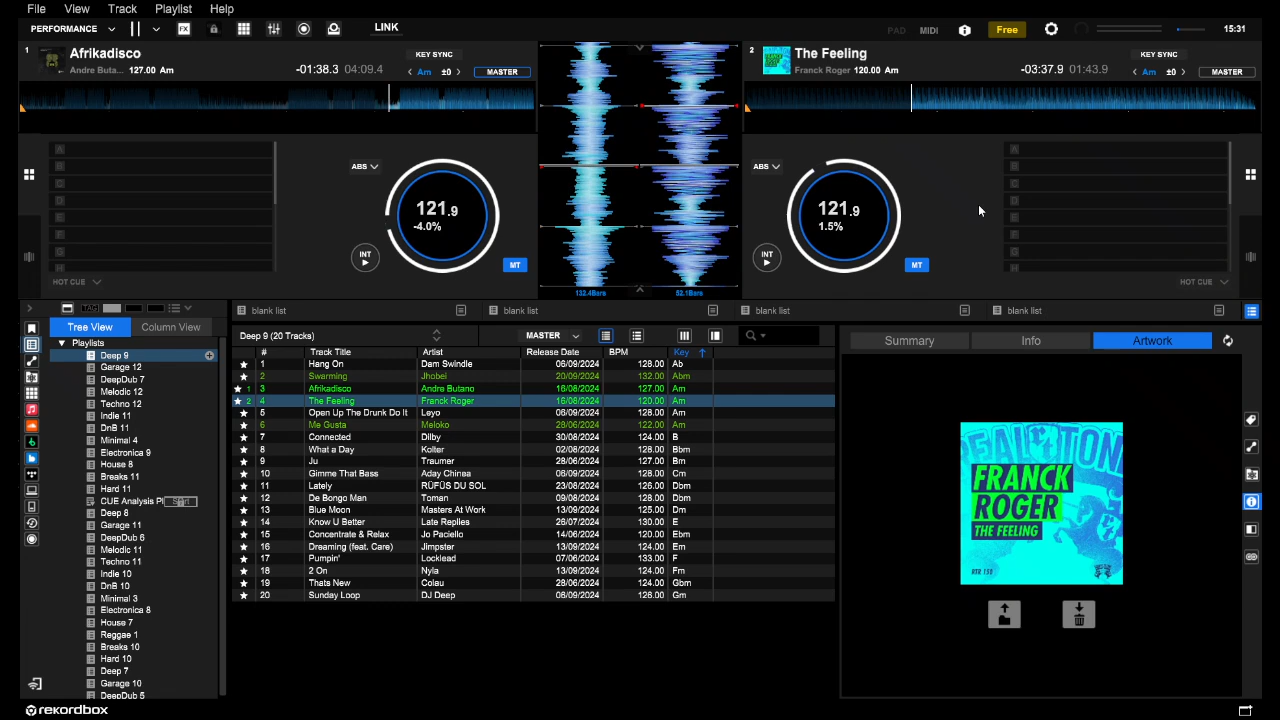 File View Track Playlist Help
PERFORMANCE FX LINK PAD MIDI Free 15:31
1 Afrikadisco KEY SYNC
Andre Buta... 127.00 Am -01:38.3 04:09.4 Am ±0 MASTER
2 The Feeling KEY SYNC
Franck Roger 120.00 Am -03:37.9 01:43.9 Am ±0 MASTER
A
B
C
D
E
F
G
H
HOT CUE
ABS
121.9
-4.0%
INT
MT
132.4Bars 52.1Bars
ABS
121.9
1.5%
INT
MT
A
B
C
D
E
F
G
H
HOT CUE
TAG
blank list blank list blank list blank list
Tree View Column View
Playlists
Deep 9
Garage 12
DeepDub 7
Melodic 12
Techno 12
Indie 11
DnB 11
Minimal 4
Electronica 9
House 8
Breaks 11
Hard 11
CUE Analysis Pl
Deep 8
Garage 11
DeepDub 6
Melodic 11
Techno 11
Indie 10
DnB 10
Minimal 3
Electronica 8
House 7
Reggae 1
Breaks 10
Hard 10
Deep 7
Garage 10
DeepDub 5
Deep 9 (20 Tracks) MASTER
# Track Title Artist Release Date BPM Key
1 Hang On Dam Swindle 06/09/2024 128.00 Ab
2 Swarming Jhobei 20/09/2024 132.00 Abm
1 3 Afrikadisco Andre Butano 16/08/2024 127.00 Am
2 4 The Feeling Franck Roger 16/08/2024 120.00 Am
5 Open Up The Drunk Do It Leyo 06/09/2024 128.00 Am
6 Me Gusta Meloko 28/06/2024 122.00 Am
7 Connected Dilby 30/08/2024 124.00 B
8 What a Day Kolter 02/08/2024 128.00 Bbm
9 Ju Traumer 28/06/2024 127.00 Bm
10 Gimme That Bass Aday Chinea 06/09/2024 128.00 Cm
11 Lately RÜFÜS DU SOL 23/08/2024 126.00 Dbm
12 De Bongo Man Toman 09/08/2024 128.00 Dbm
13 Blue Moon Masters At Work 13/09/2024 125.00 Dm
14 Know U Better Late Replies 26/07/2024 130.00 E
15 Concentrate & Relax Jo Paciello 14/06/2024 120.00 Ebm
16 Dreaming (feat. Care) Jimpster 13/09/2024 124.00 Em
17 Pumpin' Locklead 07/06/2024 133.00 F
18 2 On Nyla 13/09/2024 124.00 Fm
19 Thats New Colau 28/06/2024 124.00 Gbm
20 Sunday Loop DJ Deep 06/09/2024 126.00 Gm
Summary Info Artwork
REAL TONE
FRANCK
ROGER
THE FEELING
RTR 150
rekordbox